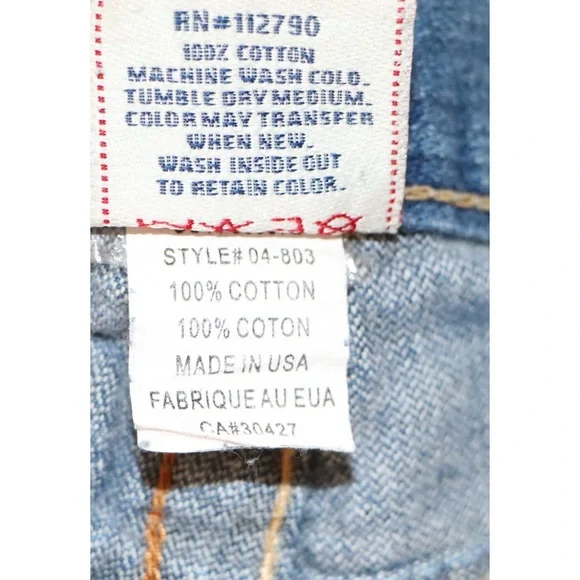 RN#112790
100% COTTON
MACHINE WASH COLD.
TUMBLE DRY MEDIUM.
COLOR MAY TRANSFER
WHEN NEW.
WASH INSIDE OUT
TO RETAIN COLOR.
STYLE# 04-803
100% COTTON
100% COTON
MADE IN USA
FABRIQUE AU EUA
CA#30427